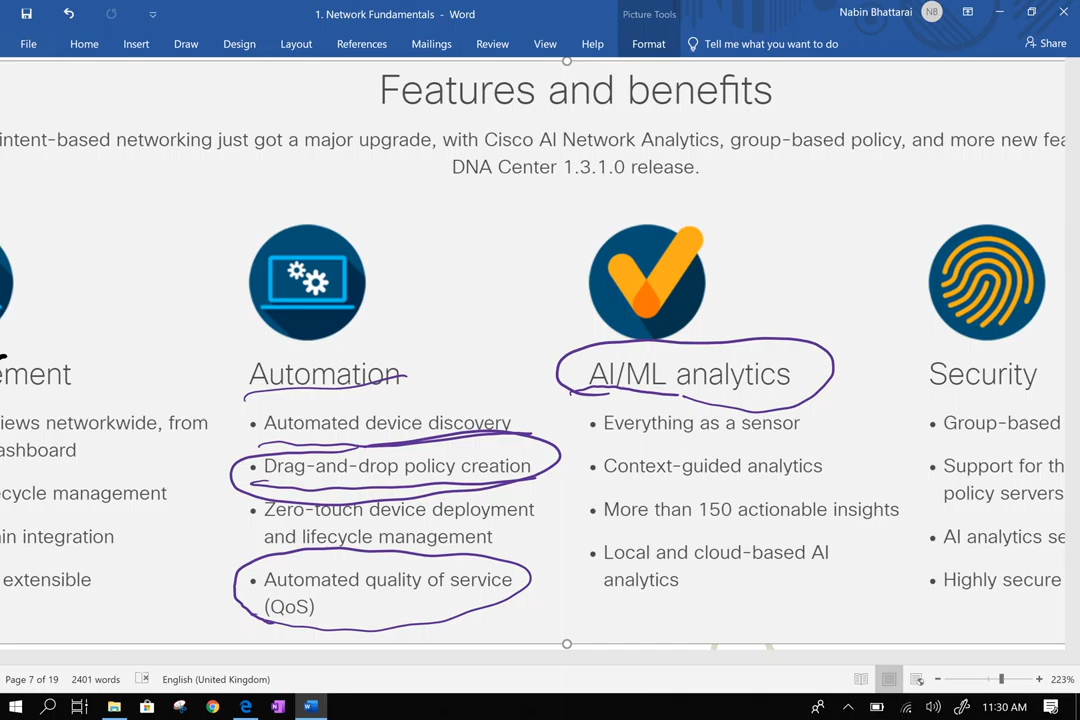 1. Network Fundamentals - Word
Picture Tools
Nabin Bhattarai
NB
File
Home
Insert
Draw
Design
Layout
References
Mailings
Review
View
Help
Format
Tell me what you want to do
Share
Features and benefits
intent-based networking just got a major upgrade, with Cisco AI Network Analytics, group-based policy, and more new fea
DNA Center 1.3.1.0 release.
ement
iews networkwide, from
ashboard
ecycle management
in integration
extensible
Automation
• Automated device discovery
• Drag-and-drop policy creation
• Zero-touch device deployment
and lifecycle management
• Automated quality of service
(QoS)
AI/ML analytics
• Everything as a sensor
• Context-guided analytics
• More than 150 actionable insights
• Local and cloud-based AI
analytics
Security
• Group-based
• Support for th
policy servers
• AI analytics se
• Highly secure
Page 7 of 19
2401 words
English (United Kingdom)
223%
11:30 AM